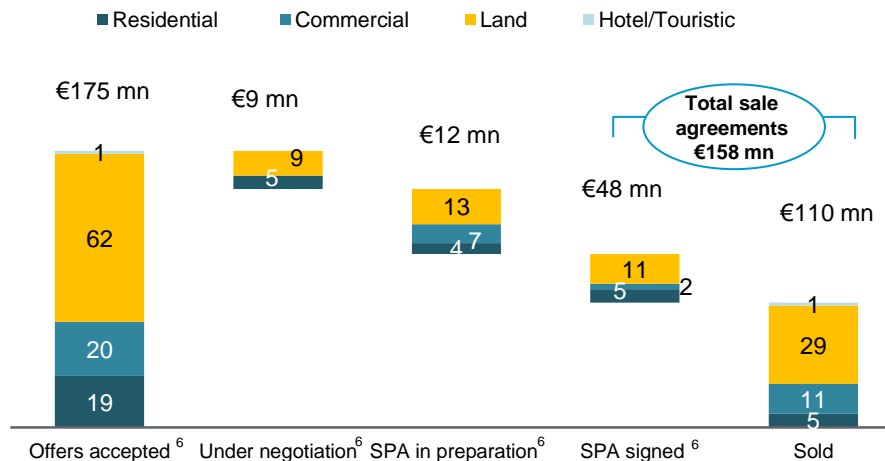 Residential Commercial Land Hotel/Touristic
€175 mn
€9 mn
€12 mn
€48 mn
€110 mn
Total sale
agreements
€158 mn
1
62
20
19
9
5
13
7
4
11
2
5
1
29
11
5
Offers accepted 6
Under negotiation6
SPA in preparation6
SPA signed 6
Sold